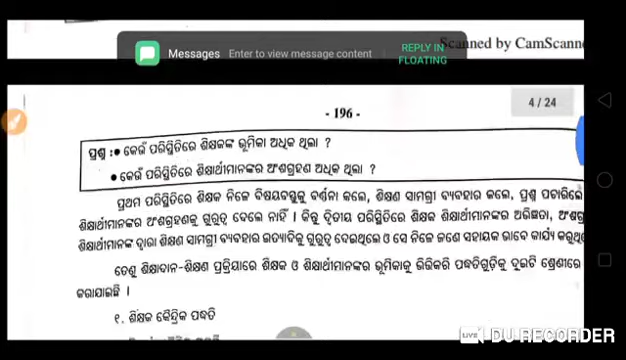 Messages Enter to view message content REPLY IN FLOATING
Scanned by CamScanne
- 196 -
4 / 24
ପ୍ରଶ୍ନ : • କେଉଁ ପରିସ୍ଥିତିରେ ଶିକ୍ଷକଙ୍କ ଭୂମିକା ଅଧିକ ଥିଲା ?
• କେଉଁ ପରିସ୍ଥିତିରେ ଶିକ୍ଷାର୍ଥୀମାନଙ୍କର ଅଂଶଗ୍ରହଣ ଅଧିକ ଥିଲା ?
ପ୍ରଥମ ପରିସ୍ଥିତିରେ ଶିକ୍ଷକ ନିଜେ ବିଷୟବସ୍ତୁକୁ ବର୍ଣ୍ଣନା କଲେ, ଶିକ୍ଷଣ ସାମଗ୍ରୀ ବ୍ୟବହାର କଲେ, ପ୍ରଶ୍ନ ପଚାରିଲେ
ଶିକ୍ଷାର୍ଥୀମାନଙ୍କର ଅଂଶଗ୍ରହଣକୁ ଗୁରୁତ୍ୱ ଦେଲେ ନାହିଁ । କିନ୍ତୁ ଦ୍ୱିତୀୟ ପରିସ୍ଥିତିରେ ଶିକ୍ଷକ ଶିକ୍ଷାର୍ଥୀମାନଙ୍କର ଅଭିଜ୍ଞତା, ଅଂଶଗ୍ର
ଶିକ୍ଷାର୍ଥୀମାନଙ୍କ ଦ୍ୱାରା ଶିକ୍ଷଣ ସାମଗ୍ରୀ ବ୍ୟବହାର ଇତ୍ୟାଦିକୁ ଗୁରୁତ୍ୱ ଦେଇଥିଲେ ଓ ସେ ନିଜେ ଜଣେ ସହାୟକ ଭାବେ କାର୍ଯ୍ୟ କରୁଥିଲେ
ତେଣୁ ଶିକ୍ଷାଦାନ-ଶିକ୍ଷଣ ପ୍ରକ୍ରିୟାରେ ଶିକ୍ଷକ ଓ ଶିକ୍ଷାର୍ଥୀମାନଙ୍କର ଭୂମିକାକୁ ଭିତ୍ତିକରି ପଦ୍ଧତିଗୁଡ଼ିକୁ ଦୁଇଟି ଶ୍ରେଣୀରେ
କରାଯାଇଛି ।
୧. ଶିକ୍ଷକ କୈନ୍ଦ୍ରିକ ପଦ୍ଧତି
LIVE DU RECORDER